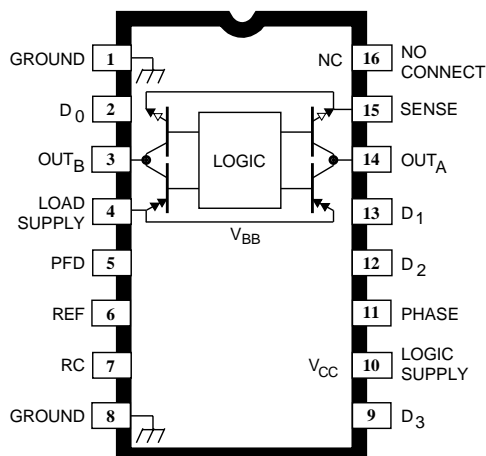 GROUND 1
D0 2
OUTB 3
LOAD
SUPPLY 4
PFD 5
REF 6
RC 7
GROUND 8
LOGIC
VBB
NC 16 NO
CONNECT
15 SENSE
14 OUTA
13 D1
12 D2
11 PHASE
VCC 10 LOGIC
SUPPLY
9 D3